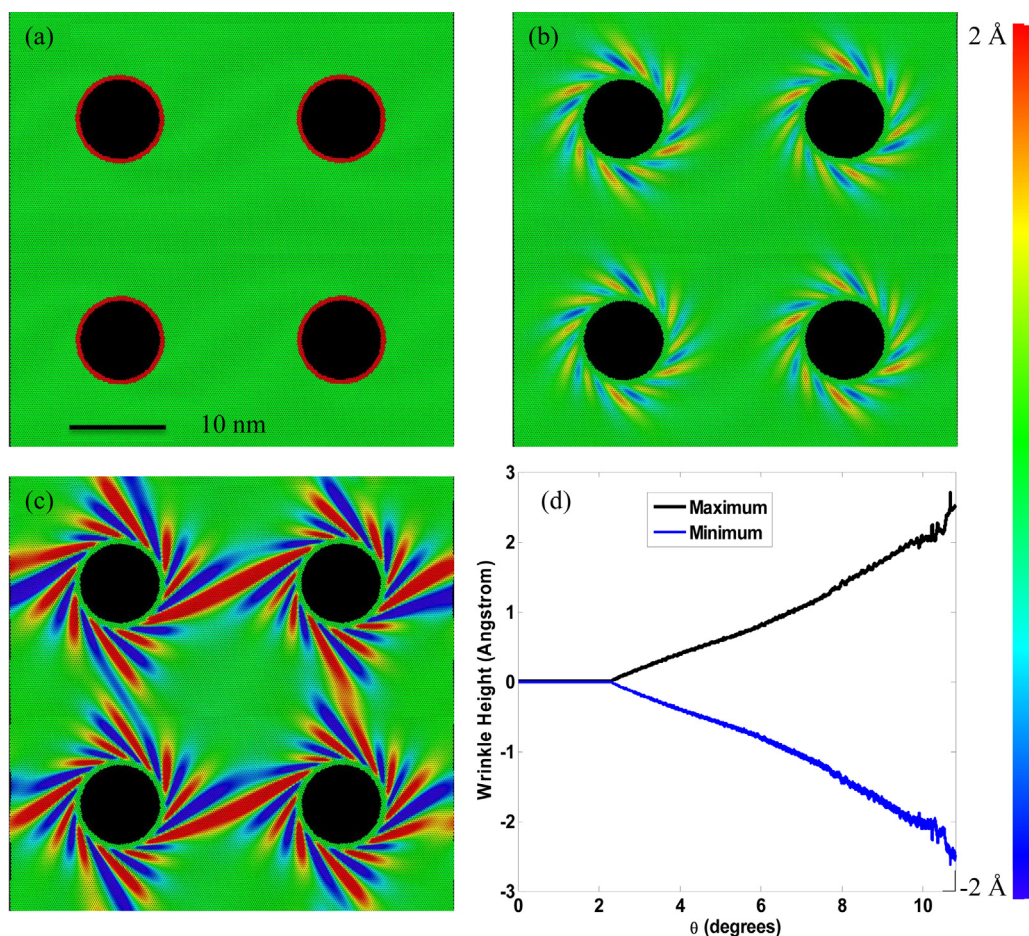 (a)
10 nm
(b)
2 Å
(c)
(d)
Maximum
Minimum
Wrinkle Height (Angstrom)
3
2
1
0
-1
-2
-3
0 2 4 6 8 10
θ (degrees)
-2 Å